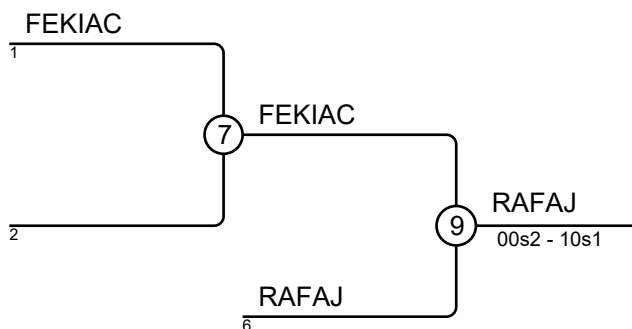 FEKIAC
1
7
FEKIAC
2
9
RAFAJ
00s2 - 10s1
RAFAJ
6